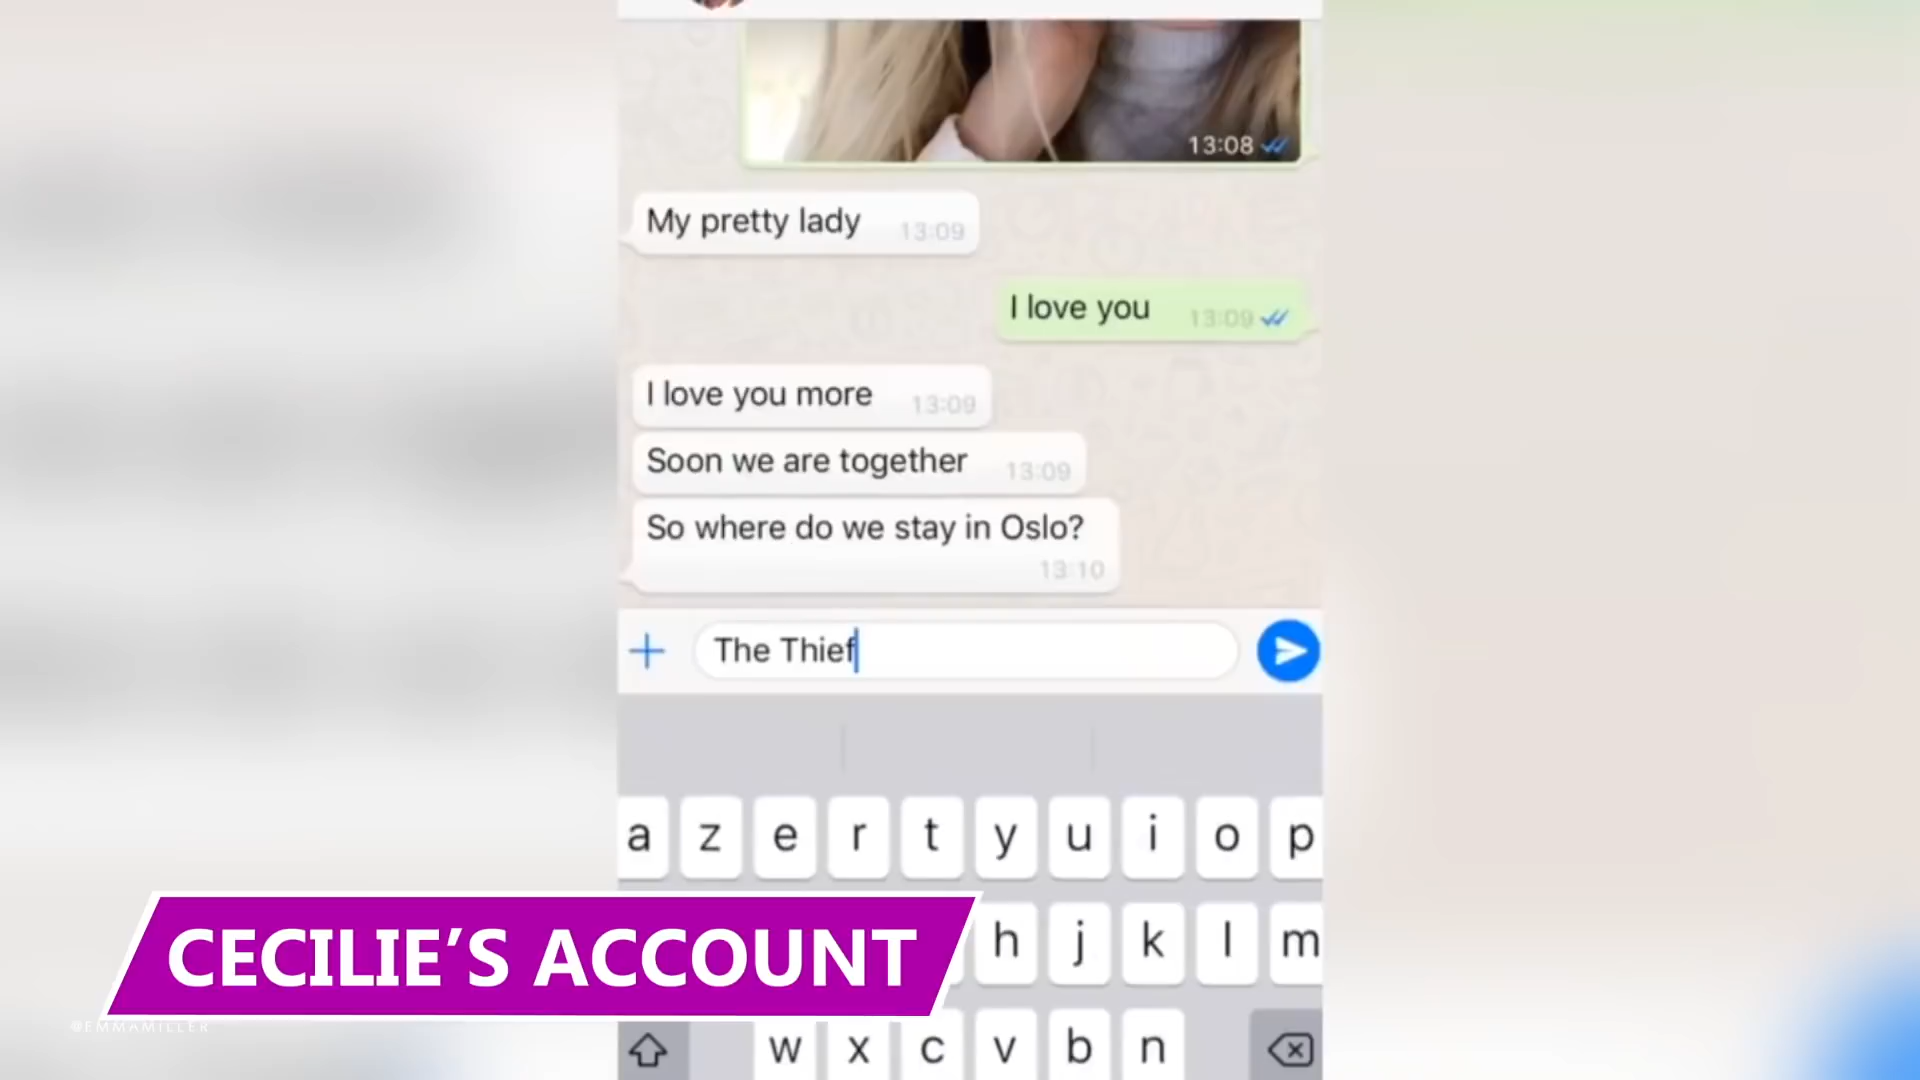 13:08
My pretty lady 13:09
I love you 13:09
I love you more 13:09
Soon we are together 13:09
So where do we stay in Oslo?
13:10
The Thief
a z e r t y u i o p
h j k l m
CECILIE’S ACCOUNT
@EMMAMILLER
w x c v b n